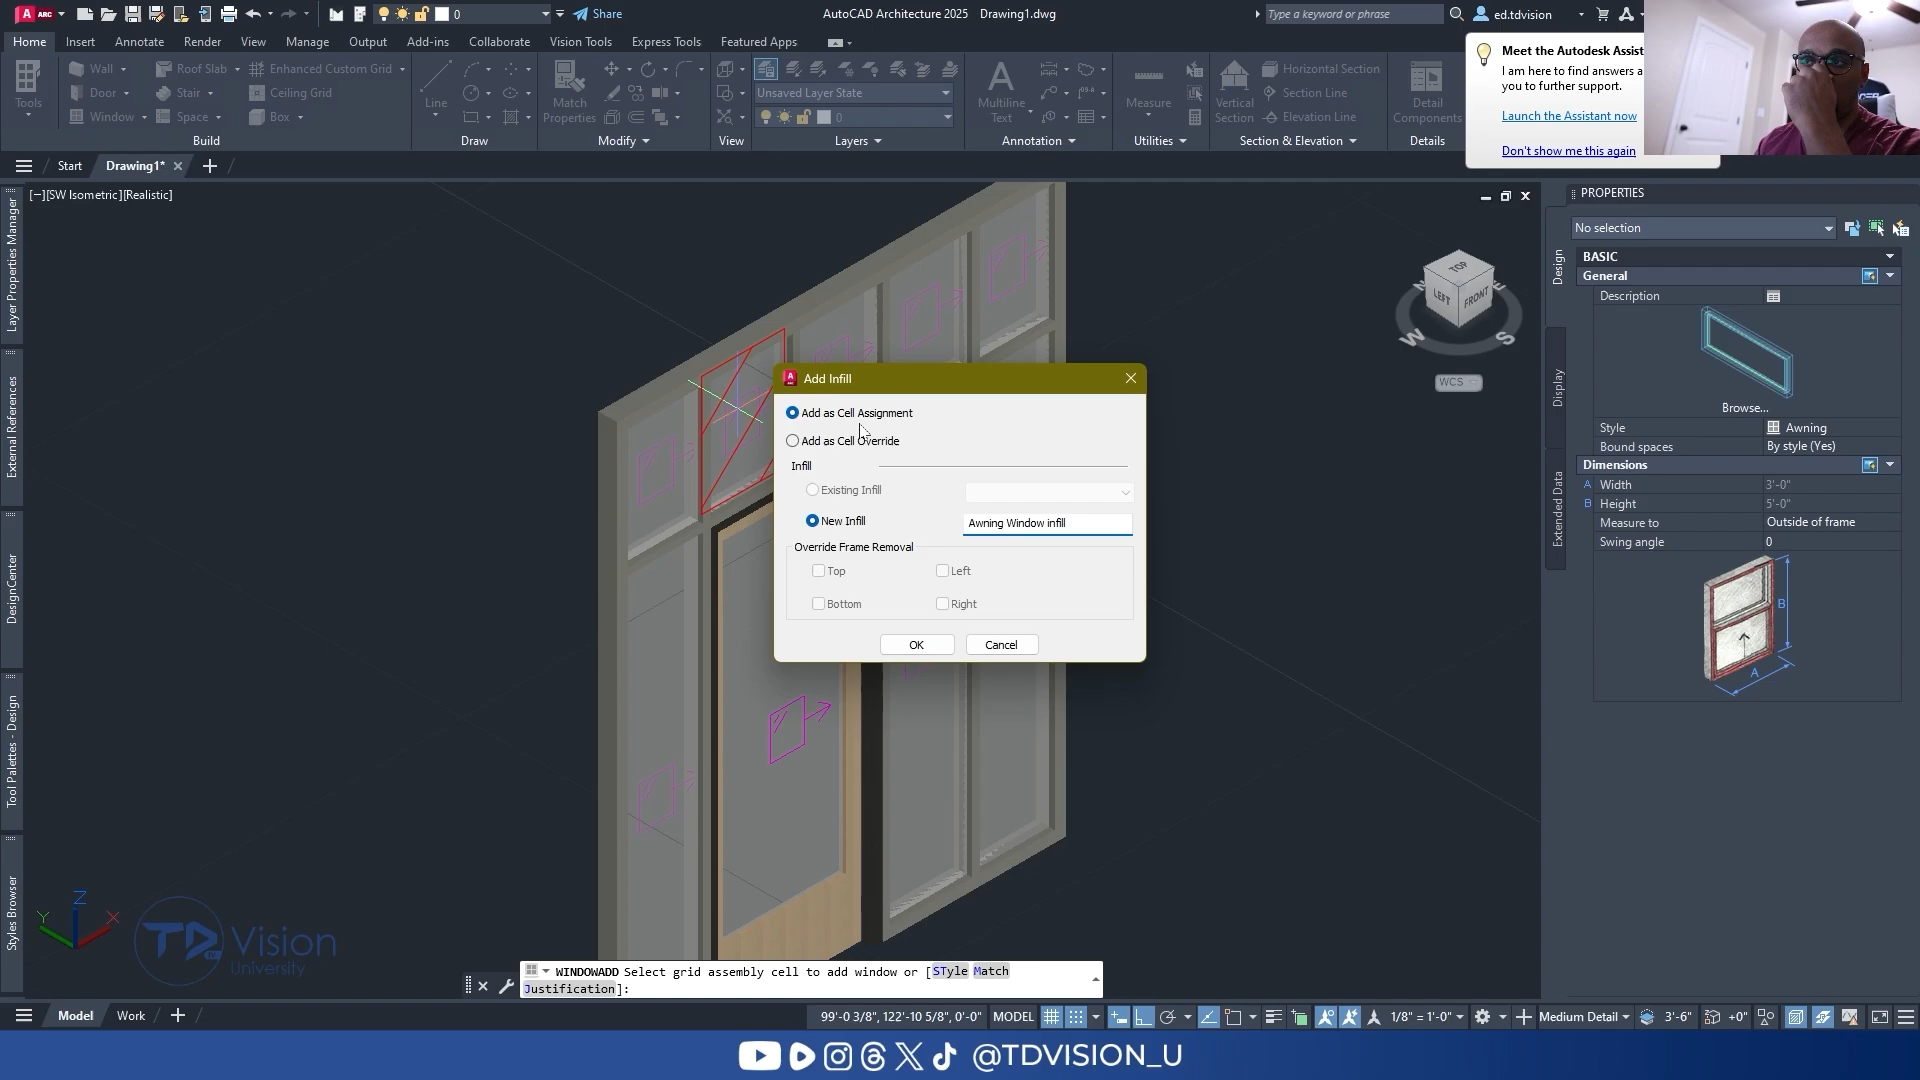 ARC
0
Share
AutoCAD Architecture 2025 Drawing1.dwg
Type a keyword or phrase
ed.tdvision
Home
Insert
Annotate
Render
View
Manage
Output
Add-ins
Collaborate
Vision Tools
Express Tools
Featured Apps
Tools
Wall
Door
Window
Roof Slab
Stair
Space
Enhanced Custom Grid
Ceiling Grid
Box
Build
Line
Draw
Match
Properties
Modify
View
Unsaved Layer State
0
Layers
Multiline
Text
Annotation
Measure
Utilities
Vertical
Section
Horizontal Section
Section Line
Elevation Line
Section & Elevation
Detail
Components
Details
Meet the Autodesk Assist
I am here to find answers a
you to further support.
Launch the Assistant now
Don't show me this again
Start
Drawing1*
[−][SW Isometric][Realistic]
Layer Properties Manager
External References
DesignCenter
Tool Palettes - Design
Styles Browser
TOP
LEFT
FRONT
N
E
W
S
WCS
Add Infill
Add as Cell Assignment
Add as Cell Override
Infill
Existing Infill
New Infill
Awning Window infill
Override Frame Removal
Top
Left
Bottom
Right
OK
Cancel
PROPERTIES
No selection
Design
Display
Extended Data
BASIC
General
Description
Browse...
Style
Awning
Bound spaces
By style (Yes)
Dimensions
A Width 3'-0"
B Height 5'-0"
Measure to Outside of frame
Swing angle 0
B
A
Z
Y
X
TD Vision
University
WINDOWADD Select grid assembly cell to add window or [STyle Match
Justification]:
Model
Work
99'-0 3/8", 122'-10 5/8", 0'-0"
MODEL
1/8" = 1'-0"
Medium Detail
3'-6"
+0"
@TDVISION_U